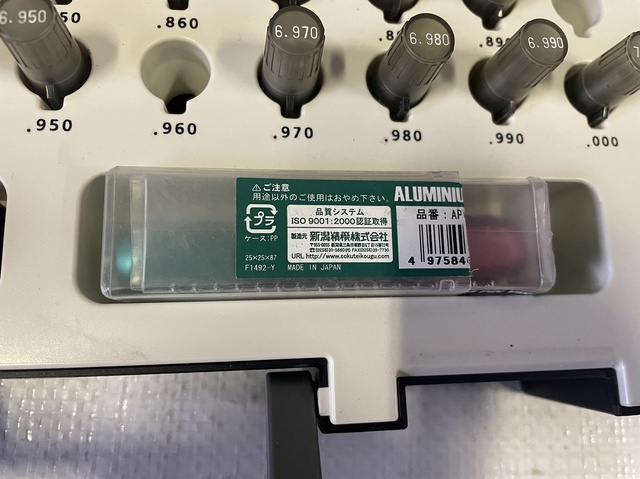 .860
6.950
6.970
6.980
6.990
.950
.960
.970
.980
.990
.000
⚠ご注意
用途以外のご使用はおやめ下さい。
プラ
ケース:PP
品質システム
ISO 9001:2000認証取得
製造元 新潟精機株式会社
URL http://www.sokuteikougu.com
25×25×87
F1492-Y MADE IN JAPAN
品番:AP
4 97584